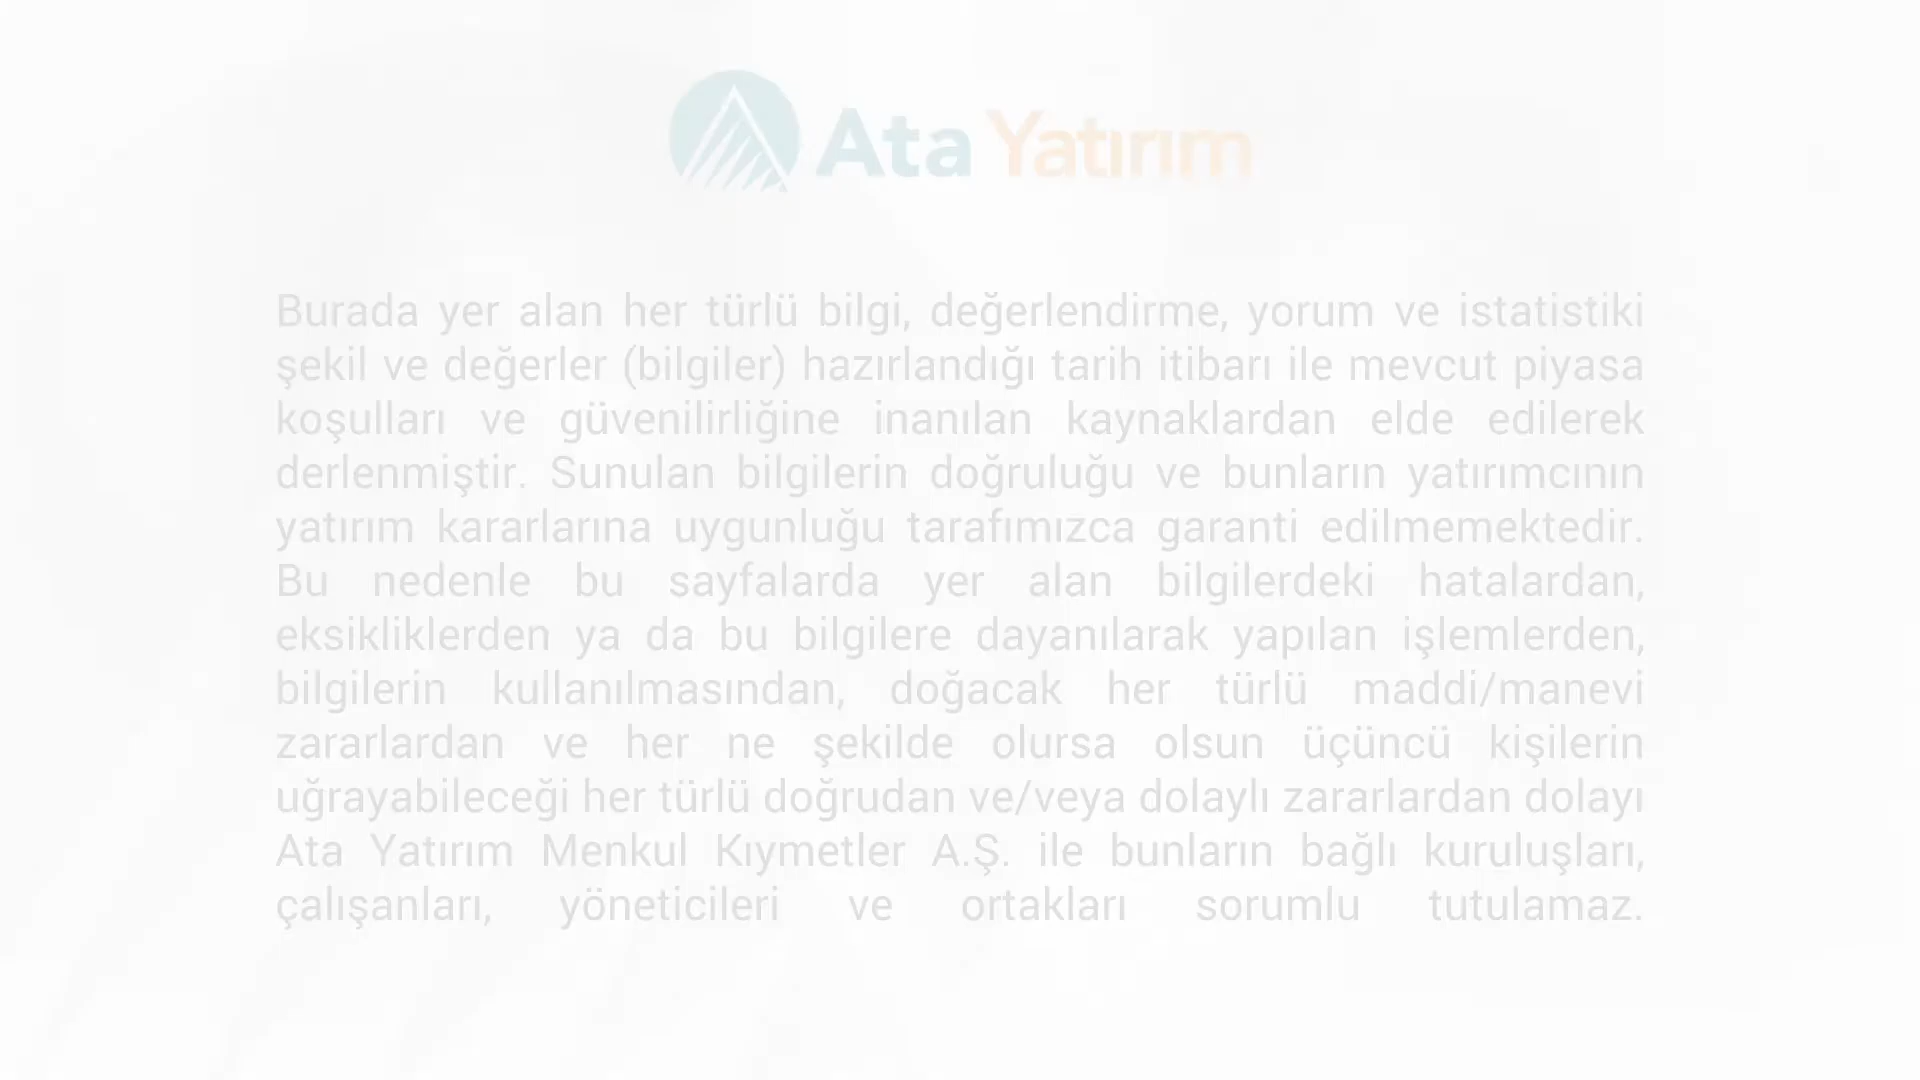 Ata Yatırım
Burada yer alan her türlü bilgi, değerlendirme, yorum ve istatistiki
şekil ve değerler (bilgiler) hazırlandığı tarih itibarı ile mevcut piyasa
koşulları ve güvenilirliğine inanılan kaynaklardan elde edilerek
derlenmiştir. Sunulan bilgilerin doğruluğu ve bunların yatırımcının
yatırım kararlarına uygunluğu tarafımızca garanti edilmemektedir.
Bu nedenle bu sayfalarda yer alan bilgilerdeki hatalardan,
eksikliklerden ya da bu bilgilere dayanılarak yapılan işlemlerden,
bilgilerin kullanılmasından, doğacak her türlü maddi/manevi
zararlardan ve her ne şekilde olursa olsun üçüncü kişilerin
uğrayabileceği her türlü doğrudan ve/veya dolaylı zararlardan dolayı
Ata Yatırım Menkul Kıymetler A.Ş. ile bunların bağlı kuruluşları,
çalışanları, yöneticileri ve ortakları sorumlu tutulamaz.